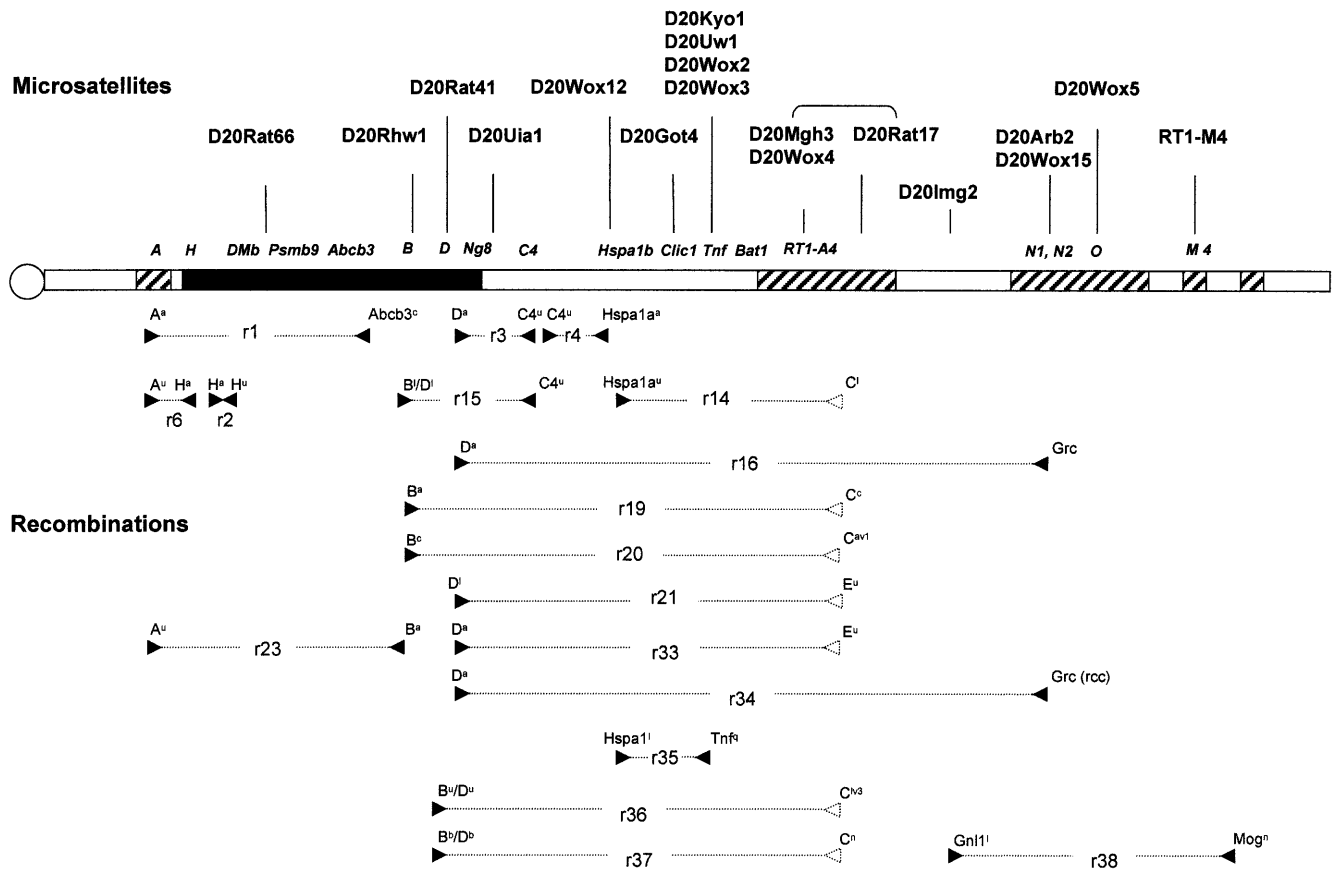 D20Kyo1
D20Uw1
D20Wox2
D20Wox3
Microsatellites
D20Rat41 D20Wox12 D20Wox5
D20Rat66 D20Rhw1 D20Uia1 D20Got4 D20Mgh3 D20Rat17 D20Arb2 RT1-M4
D20Wox4 D20Wox15
D20Img2
A H DMb Psmb9 Abcb3 B D Ng8 C4 Hspa1b Clic1 Tnf Bat1 RT1-A4 N1, N2 O M 4
Aᵃ Abcb3ᶜ Dᵃ C4ᵘ C4ᵘ Hspa1aᵃ
r1 r3 r4
Aᵘ Hᵃ Hᵃ Hᵘ Bˡ/Dˡ C4ᵘ Hspa1aᵘ Cˡ
r6 r2 r15 r14
Dᵃ Grc
r16
Bᵃ Cᶜ
Recombinations
r19
Bᶜ Cᵃᵛ¹
r20
Dˡ Eᵘ
r21
Aᵘ Bᵃ Dᵃ Eᵘ
r23 r33
Dᵃ Grc (rcc)
r34
Hspa1ˡ Tnf𐞥
r35
Bᵘ/Dᵘ Cˡᵛ³
r36
Bᵇ/Dᵇ Cⁿ Gnl1ˡ Mogⁿ
r37 r38